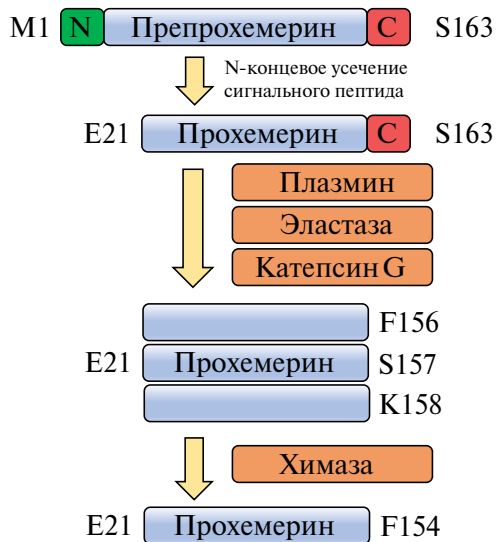 M1 N Препрохемерин C S163
N-концевое усечение
сигнального пептида
E21 Прохемерин C S163
Плазмин
Эластаза
Катепсин G
F156
E21 Прохемерин S157
K158
Химаза
E21 Прохемерин F154